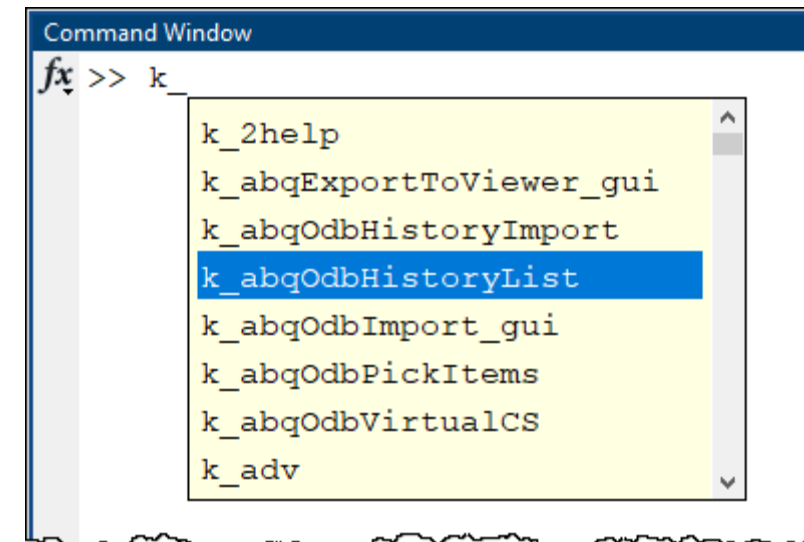 Command Window
fx >> k_
k_2help
k_abqExportToViewer_gui
k_abqOdbHistoryImport
k_abqOdbHistoryList
k_abqOdbImport_gui
k_abqOdbPickItems
k_abqOdbVirtualCS
k_adv